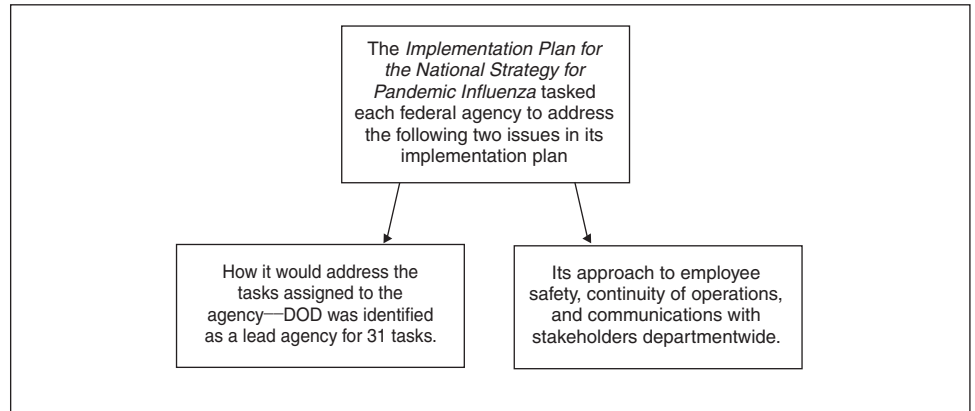 The Implementation Plan for
the National Strategy for
Pandemic Influenza tasked
each federal agency to address
the following two issues in its
implementation plan
How it would address the
tasks assigned to the
agency—DOD was identified
as a lead agency for 31 tasks.
Its approach to employee
safety, continuity of operations,
and communications with
stakeholders departmentwide.